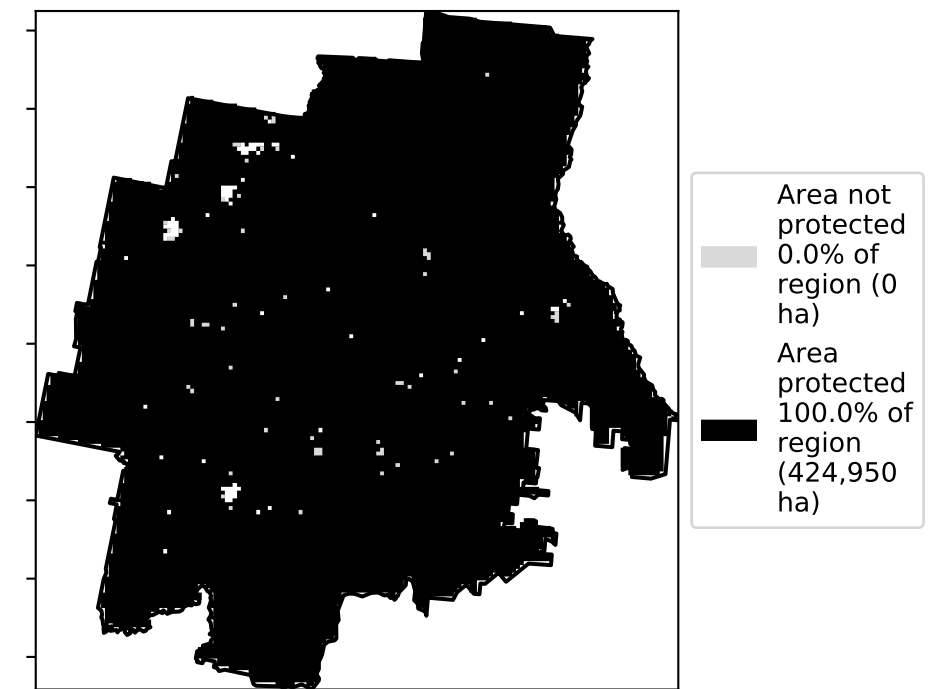 Area not
protected
0.0% of
region (0
ha)
Area
protected
100.0% of
region
(424,950
ha)